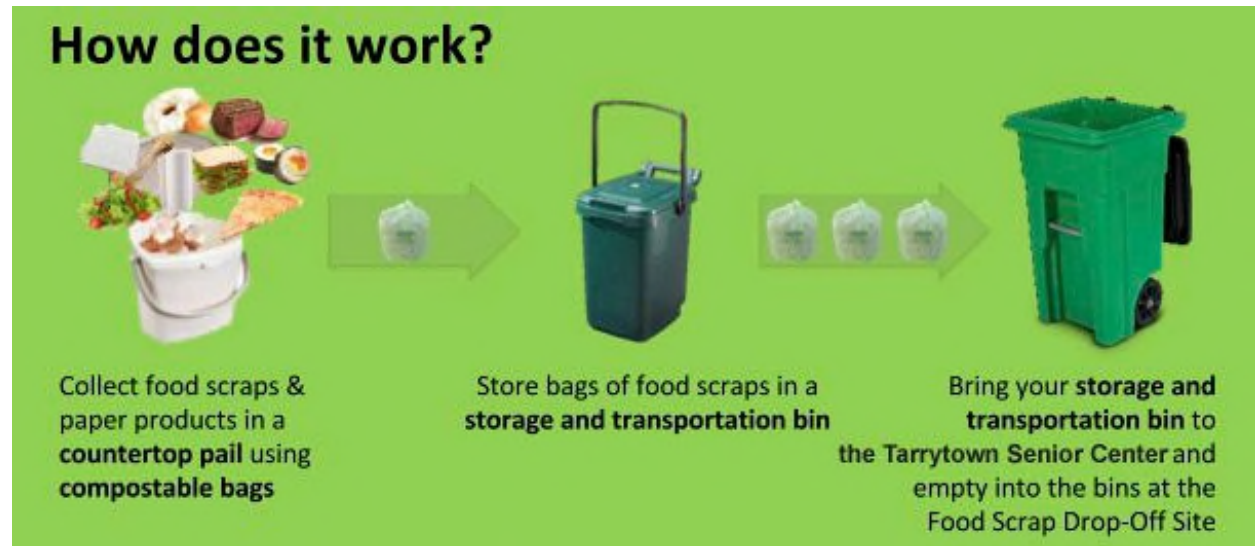 How does it work?
Collect food scraps &
paper products in a
countertop pail using
compostable bags
Store bags of food scraps in a
storage and transportation bin
Bring your storage and
transportation bin to
the Tarrytown Senior Center and
empty into the bins at the
Food Scrap Drop-Off Site